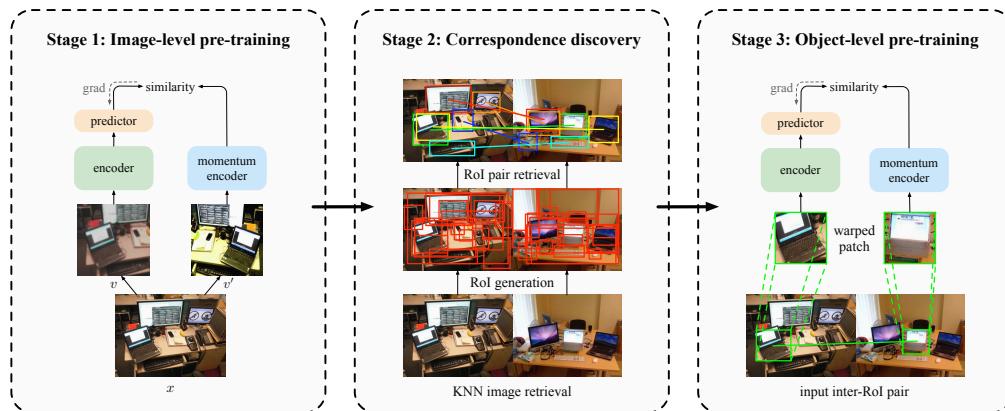 Stage 1: Image-level pre-training
grad
similarity
predictor
encoder
momentum
encoder
v
v′
x
Stage 2: Correspondence discovery
RoI pair retrieval
RoI generation
KNN image retrieval
Stage 3: Object-level pre-training
grad
similarity
predictor
encoder
momentum
encoder
warped
patch
input inter-RoI pair